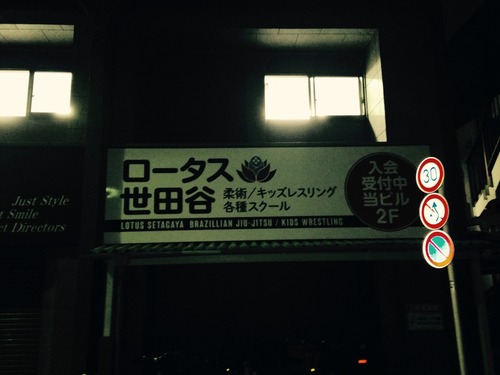 ロータス
世田谷
柔術/キッズレスリング
各種スクール
LOTUS SETAGAYA BRAZILLIAN JIU-JITSU / KIDS WRESTLING
入会
受付中
当ビル
2F
30
Just Style
Smile
Directors